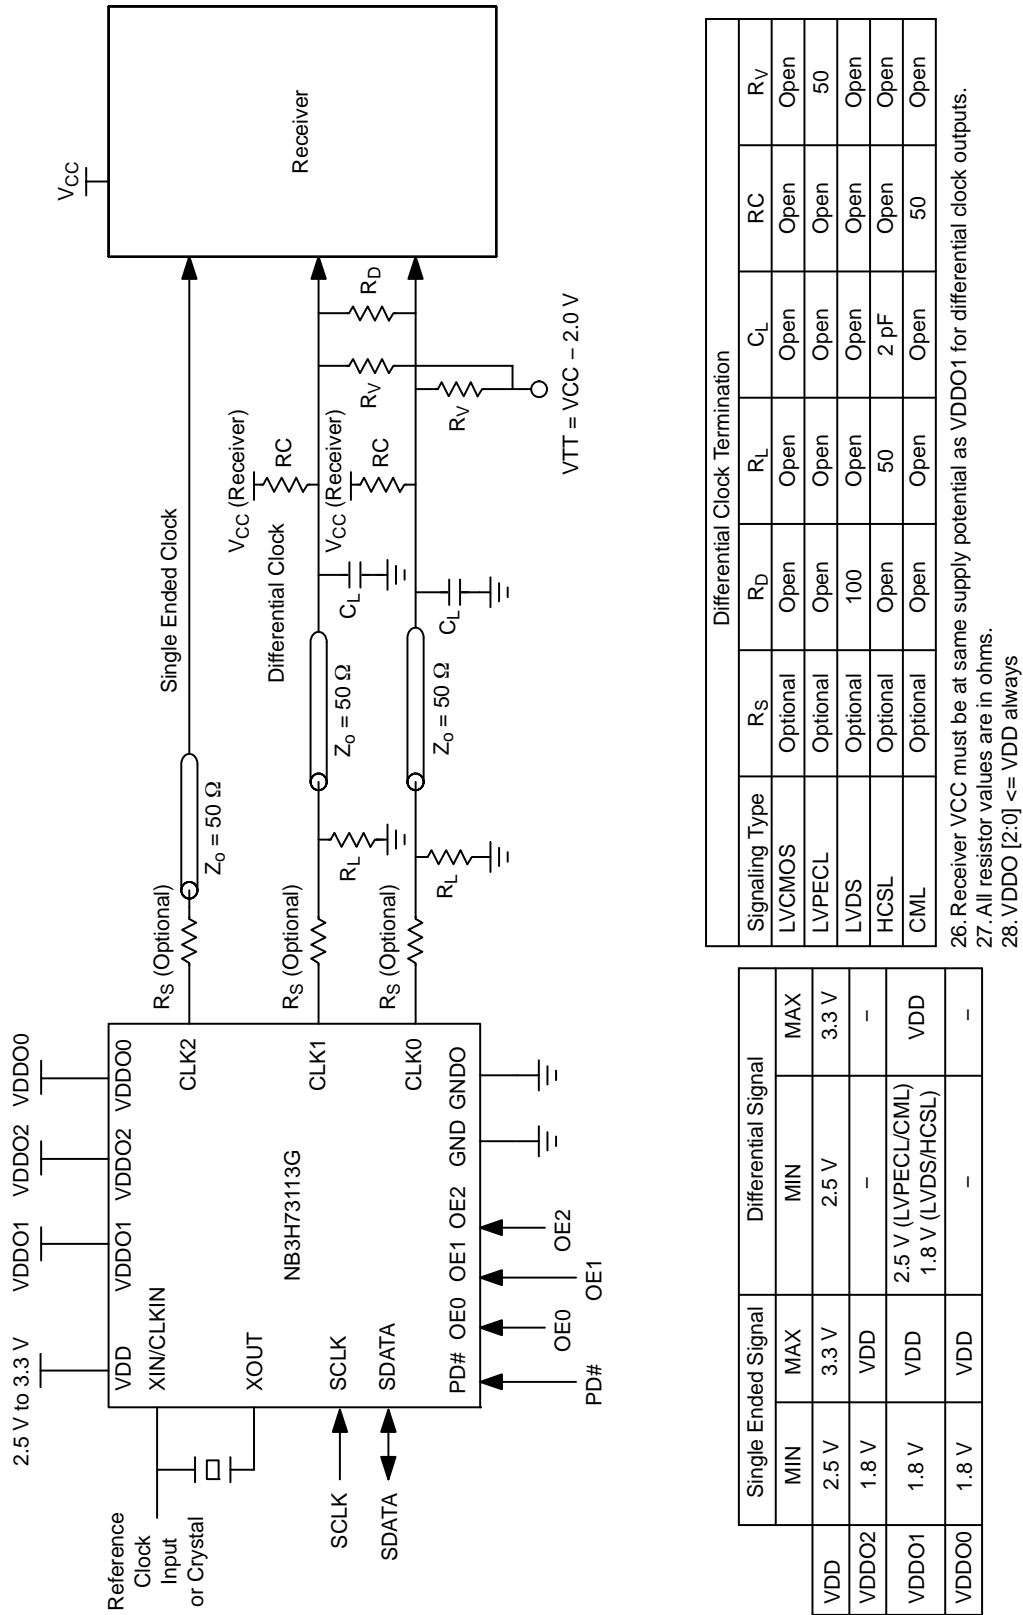 2.5 V to 3.3 V
VDDO1
VDDO2
VDDO0
VDD
VDDO1
VDDO2
VDDO0
Reference
Clock
Input
or Crystal
XIN/CLKIN
XOUT
SCLK
SCLK
SDATA
SDATA
NB3H73113G
CLK2
CLK1
CLK0
PD#
OE0
OE1
OE2
GND
GNDO
PD#
OE0
OE1
OE2
RS (Optional)
RS (Optional)
RS (Optional)
Zo = 50 Ω
Single Ended Clock
RL
RL
Zo = 50 Ω
Zo = 50 Ω
Differential Clock
CL
CL
VCC (Receiver)
RC
VCC (Receiver)
RC
RV
RV
RD
VTT = VCC – 2.0 V
VCC
Receiver
Single Ended Signal Differential Signal
MIN MAX MIN MAX
VDD 2.5 V 3.3 V 2.5 V 3.3 V
VDDO2 1.8 V VDD – –
VDDO1 1.8 V VDD 2.5 V (LVPECL/CML) VDD
1.8 V (LVDS/HCSL)
VDDO0 1.8 V VDD – –
Differential Clock Termination
Signaling Type RS RD RL CL RC RV
LVCMOS Optional Open Open Open Open Open
LVPECL Optional Open Open Open Open 50
LVDS Optional 100 Open Open Open Open
HCSL Optional Open 50 2 pF Open Open
CML Optional Open Open Open 50 Open
26. Receiver VCC must be at same supply potential as VDDO1 for differential clock outputs.
27. All resistor values are in ohms.
28. VDDO [2:0] <= VDD always